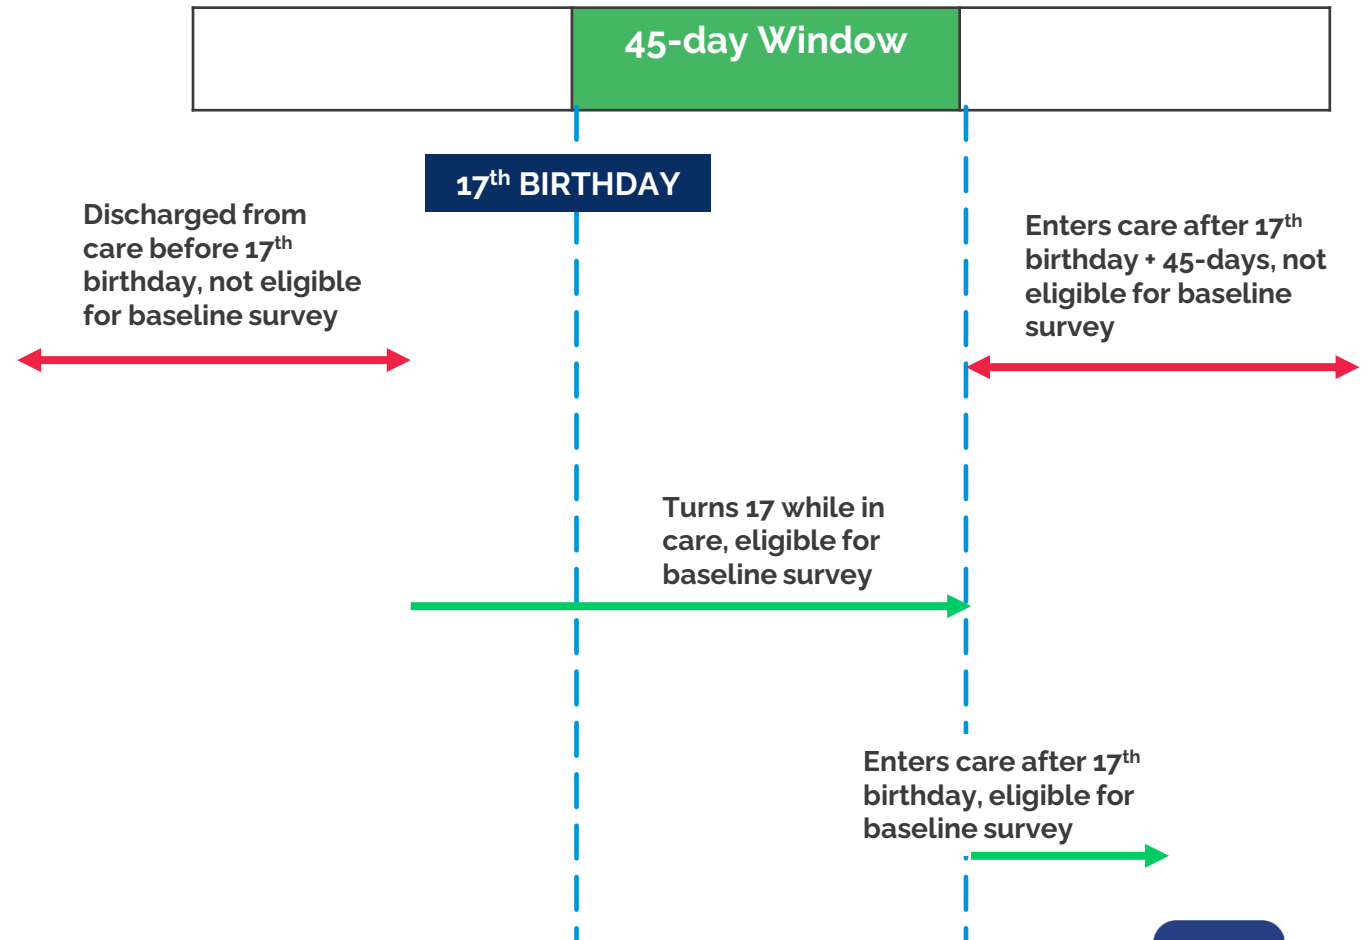 45-day Window
17th BIRTHDAY
Discharged from
care before 17th
birthday, not eligible
for baseline survey
Enters care after 17th
birthday + 45-days, not
eligible for baseline
survey
Turns 17 while in
care, eligible for
baseline survey
Enters care after 17th
birthday, eligible for
baseline survey